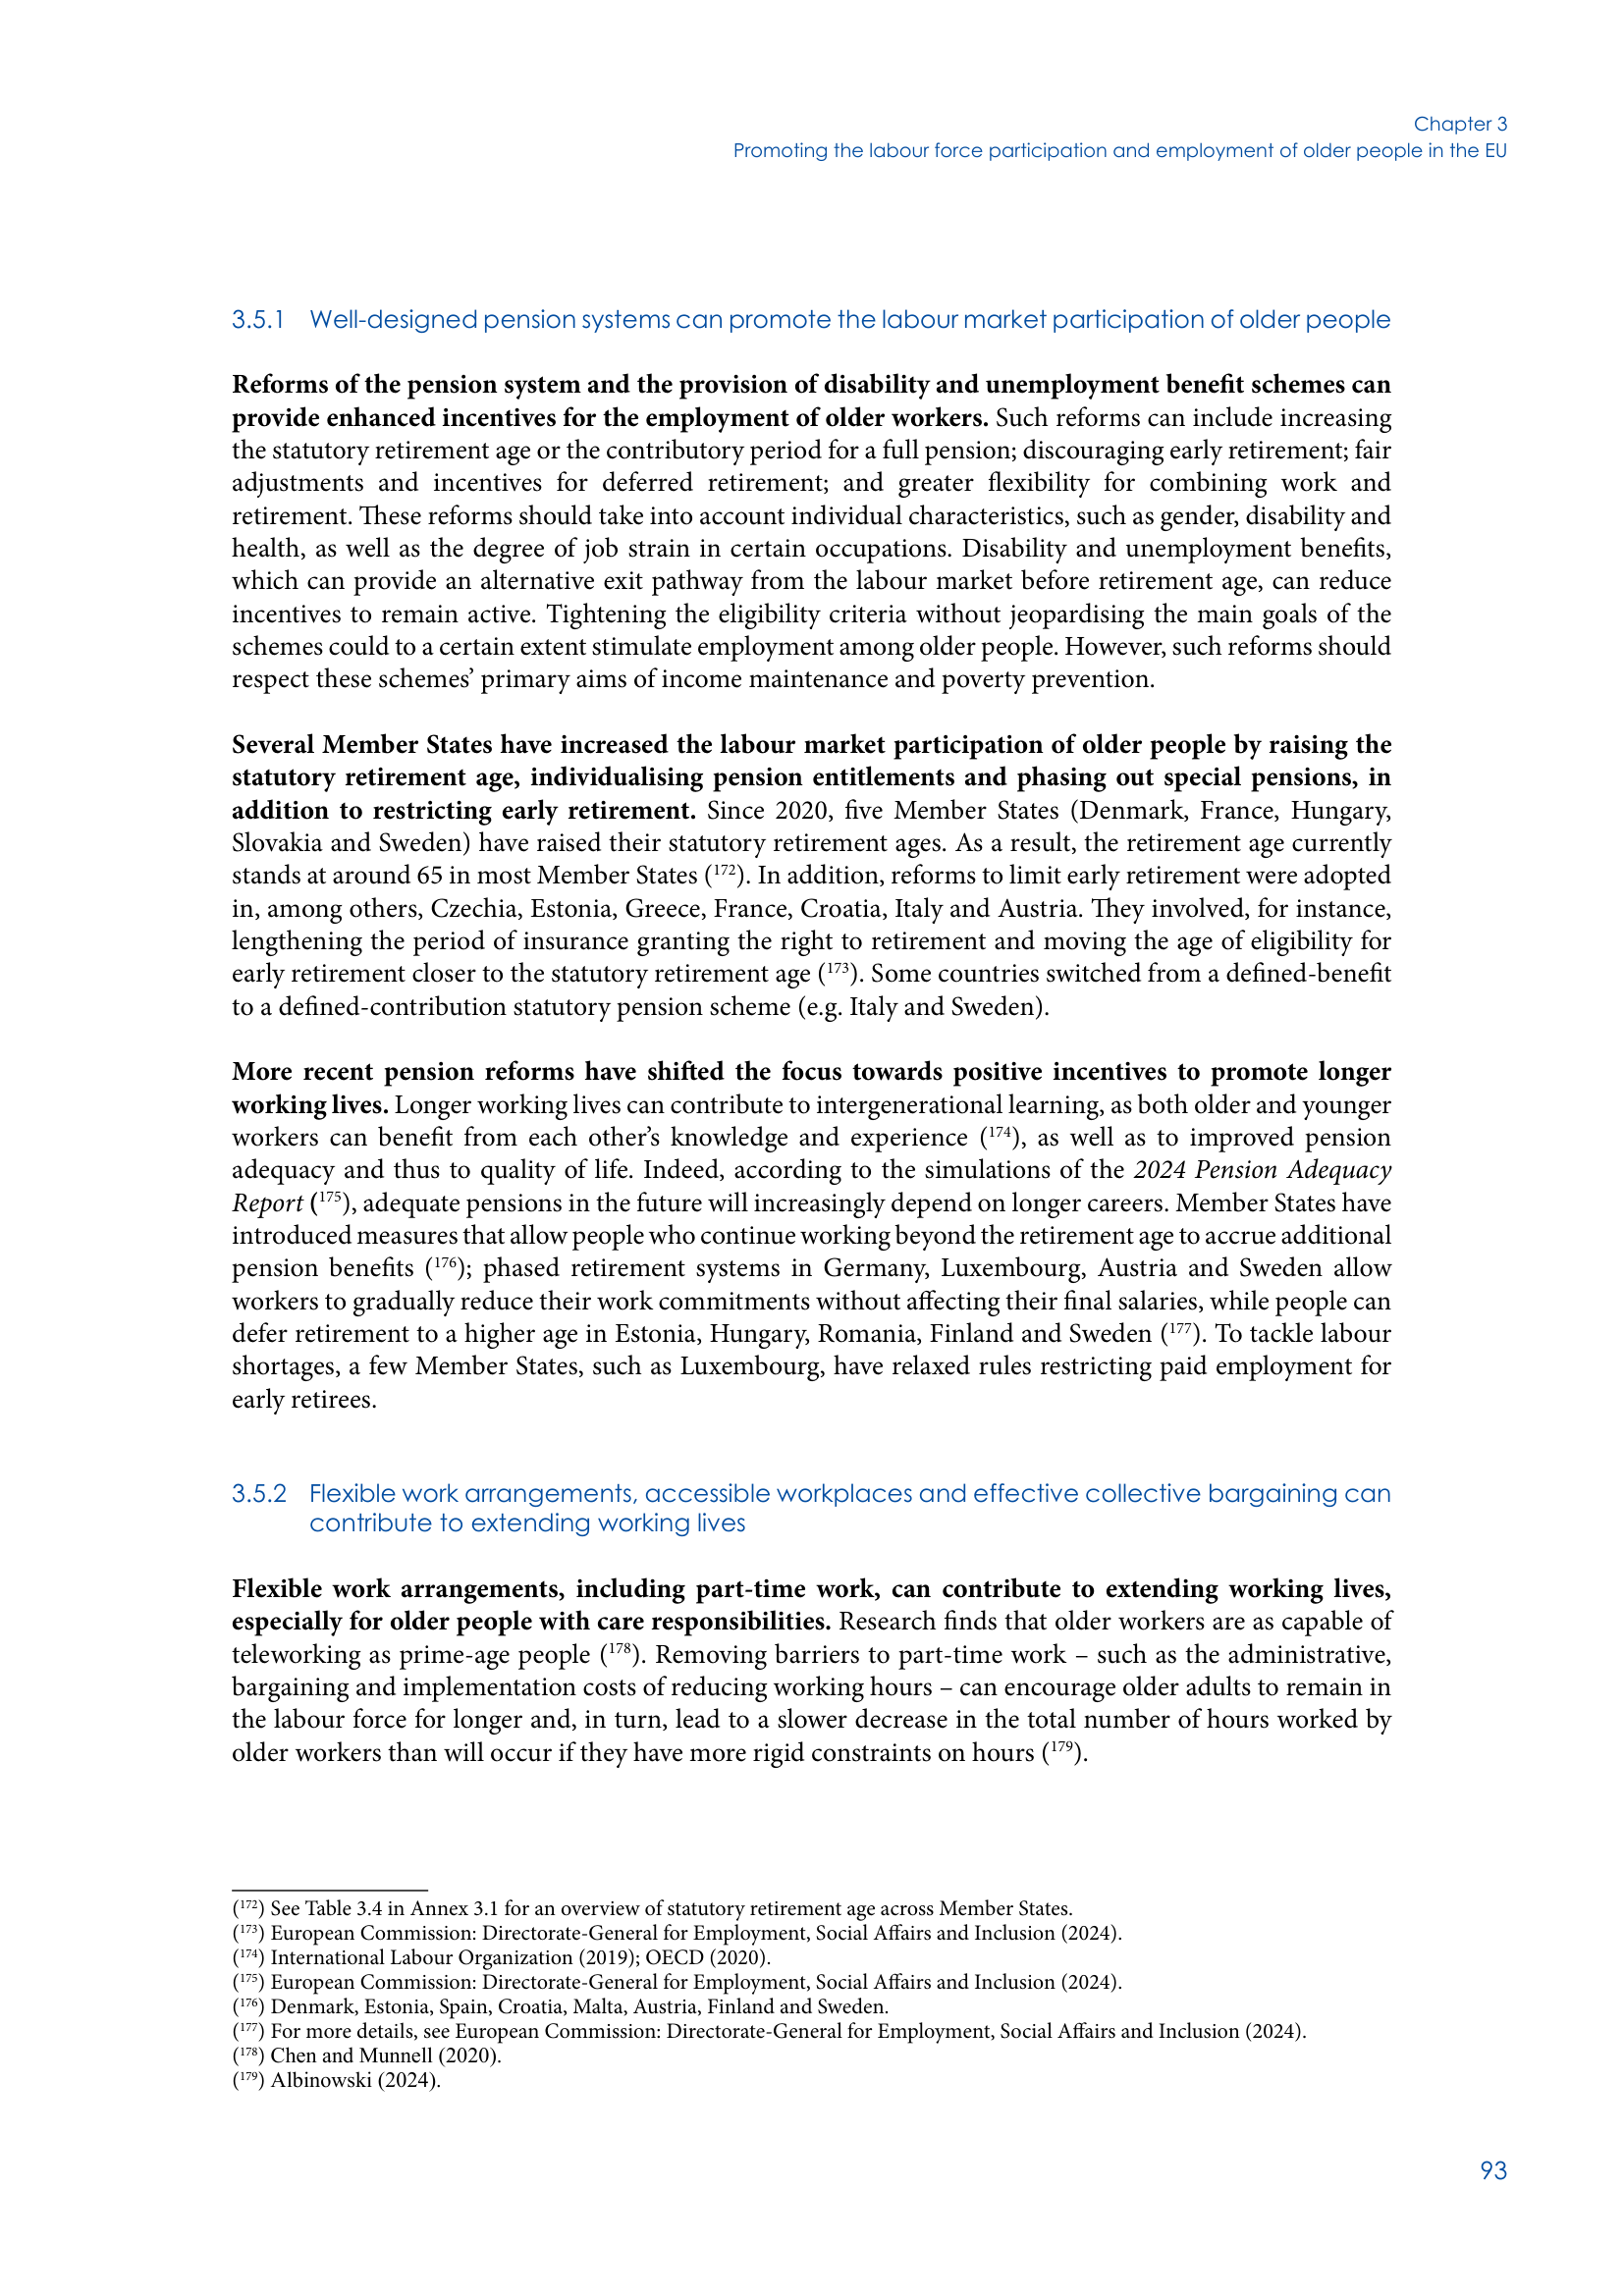 Chapter 3
Promoting the labour force participation and employment of older people in the EU
3.5.1 Well-designed pension systems can promote the labour market participation of older people
Reforms of the pension system and the provision of disability and unemployment benefit schemes can
provide enhanced incentives for the employment of older workers. Such reforms can include increasing
the statutory retirement age or the contributory period for a full pension; discouraging early retirement; fair
adjustments and incentives for deferred retirement; and greater flexibility for combining work and
retirement. These reforms should take into account individual characteristics, such as gender, disability and
health, as well as the degree of job strain in certain occupations. Disability and unemployment benefits,
which can provide an alternative exit pathway from the labour market before retirement age, can reduce
incentives to remain active. Tightening the eligibility criteria without jeopardising the main goals of the
schemes could to a certain extent stimulate employment among older people. However, such reforms should
respect these schemes’ primary aims of income maintenance and poverty prevention.
Several Member States have increased the labour market participation of older people by raising the
statutory retirement age, individualising pension entitlements and phasing out special pensions, in
addition to restricting early retirement. Since 2020, five Member States (Denmark, France, Hungary,
Slovakia and Sweden) have raised their statutory retirement ages. As a result, the retirement age currently
stands at around 65 in most Member States (172). In addition, reforms to limit early retirement were adopted
in, among others, Czechia, Estonia, Greece, France, Croatia, Italy and Austria. They involved, for instance,
lengthening the period of insurance granting the right to retirement and moving the age of eligibility for
early retirement closer to the statutory retirement age (173). Some countries switched from a defined-benefit
to a defined-contribution statutory pension scheme (e.g. Italy and Sweden).
More recent pension reforms have shifted the focus towards positive incentives to promote longer
working lives. Longer working lives can contribute to intergenerational learning, as both older and younger
workers can benefit from each other’s knowledge and experience (174), as well as to improved pension
adequacy and thus to quality of life. Indeed, according to the simulations of the 2024 Pension Adequacy
Report (175), adequate pensions in the future will increasingly depend on longer careers. Member States have
introduced measures that allow people who continue working beyond the retirement age to accrue additional
pension benefits (176); phased retirement systems in Germany, Luxembourg, Austria and Sweden allow
workers to gradually reduce their work commitments without affecting their final salaries, while people can
defer retirement to a higher age in Estonia, Hungary, Romania, Finland and Sweden (177). To tackle labour
shortages, a few Member States, such as Luxembourg, have relaxed rules restricting paid employment for
early retirees.
3.5.2 Flexible work arrangements, accessible workplaces and effective collective bargaining can
contribute to extending working lives
Flexible work arrangements, including part-time work, can contribute to extending working lives,
especially for older people with care responsibilities. Research finds that older workers are as capable of
teleworking as prime-age people (178). Removing barriers to part-time work – such as the administrative,
bargaining and implementation costs of reducing working hours – can encourage older adults to remain in
the labour force for longer and, in turn, lead to a slower decrease in the total number of hours worked by
older workers than will occur if they have more rigid constraints on hours (179).
(172) See Table 3.4 in Annex 3.1 for an overview of statutory retirement age across Member States.
(173) European Commission: Directorate-General for Employment, Social Affairs and Inclusion (2024).
(174) International Labour Organization (2019); OECD (2020).
(175) European Commission: Directorate-General for Employment, Social Affairs and Inclusion (2024).
(176) Denmark, Estonia, Spain, Croatia, Malta, Austria, Finland and Sweden.
(177) For more details, see European Commission: Directorate-General for Employment, Social Affairs and Inclusion (2024).
(178) Chen and Munnell (2020).
(179) Albinowski (2024).
93